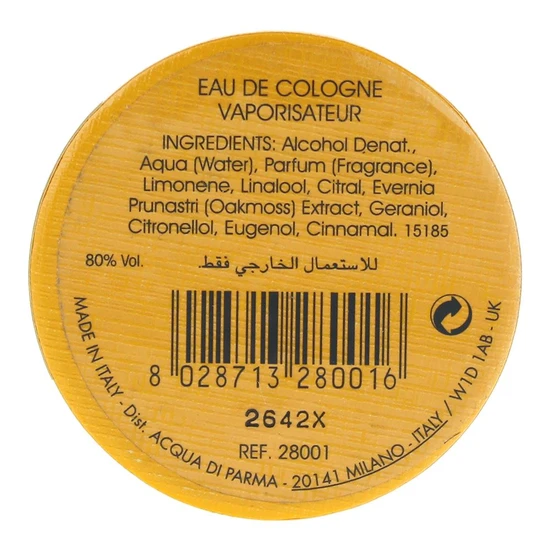 EAU DE COLOGNE
VAPORISATEUR
INGREDIENTS: Alcohol Denat.,
Aqua (Water), Parfum (Fragrance),
Limonene, Linalool, Citral, Evernia
Prunastri (Oakmoss) Extract, Geraniol,
Citronellol, Eugenol, Cinnamal. 15185
80% Vol.
للاستعمال الخارجي فقط.
8 028713 280016
2642X
REF. 28001
MADE IN ITALY - Dist. ACQUA DI PARMA - 20141 MILANO - ITALY / W1D 1AB - UK